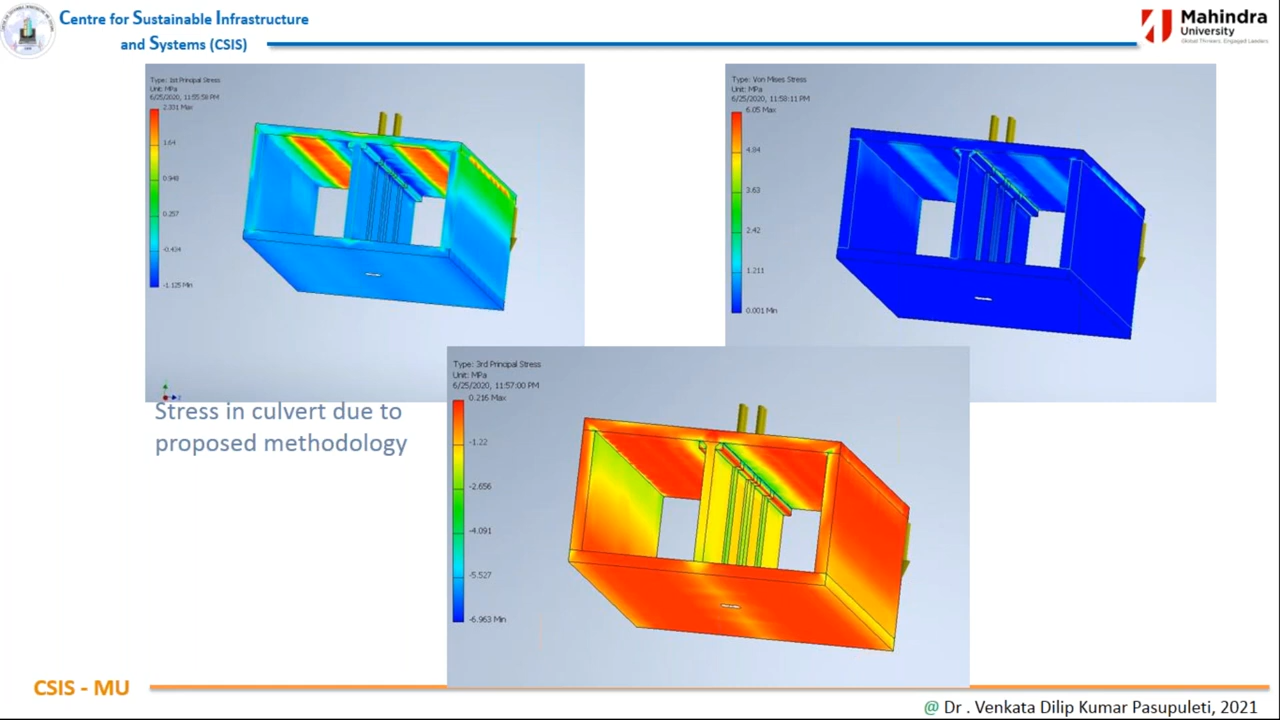 Centre for Sustainable Infrastructure
and Systems (CSIS)
Mahindra
University
Global Thinkers, Engaged Leaders
Type: 1st Principal Stress
Unit: MPa
6/25/2020, 11:55:58 PM
2.331 Max
1.64
0.948
0.257
-0.434
-1.125 Min
Type: Von Mises Stress
Unit: MPa
6/25/2020, 11:58:11 PM
6.05 Max
4.84
3.63
2.42
1.211
0.001 Min
Type: 3rd Principal Stress
Unit: MPa
6/25/2020, 11:57:00 PM
0.216 Max
-1.22
-2.656
-4.091
-5.527
-6.963 Min
Stress in culvert due to
proposed methodology
CSIS - MU
@ Dr . Venkata Dilip Kumar Pasupuleti, 2021